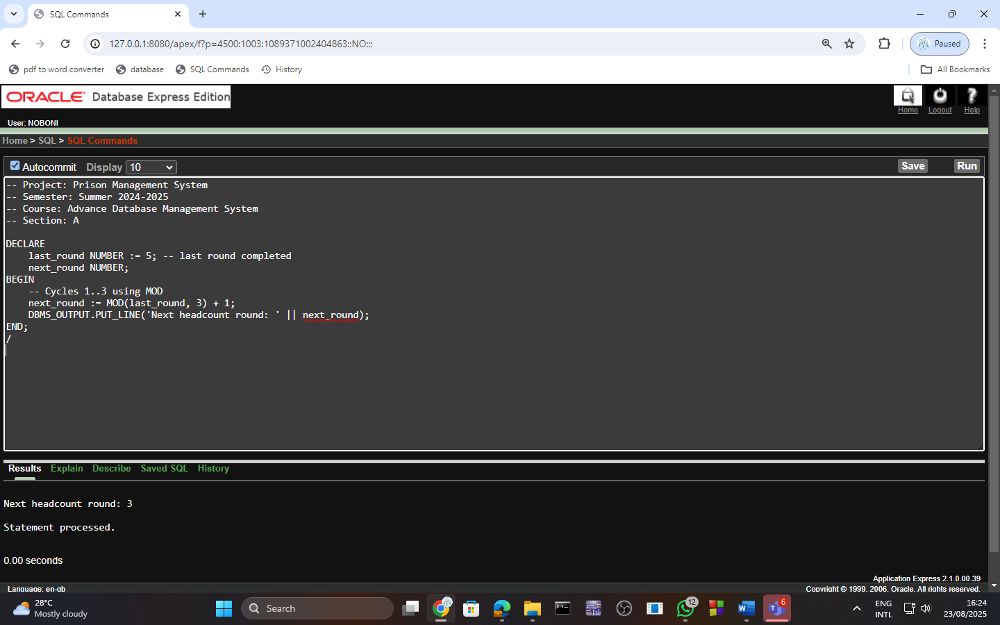 SQL Commands
127.0.0.1:8080/apex/f?p=4500:1003:1089371002404863::NO:::
Paused
pdf to word converter
database
SQL Commands
History
All Bookmarks
ORACLE Database Express Edition
Home
Logout
Help
User: NOBONI
Home > SQL > SQL Commands
Autocommit Display 10
Save
Run
-- Project: Prison Management System
-- Semester: Summer 2024-2025
-- Course: Advance Database Management System
-- Section: A
DECLARE
    last_round NUMBER := 5; -- last round completed
    next_round NUMBER;
BEGIN
    -- Cycles 1..3 using MOD
    next_round := MOD(last_round, 3) + 1;
    DBMS_OUTPUT.PUT_LINE('Next headcount round: ' || next_round);
END;
/
Results Explain Describe Saved SQL History
Next headcount round: 3
Statement processed.
0.00 seconds
Application Express 2.1.0.00.39
Language: en-gb
Copyright © 1999, 2006, Oracle. All rights reserved.
28°C
Mostly cloudy
Search
12
6
ENG
INTL
16:24
23/08/2025